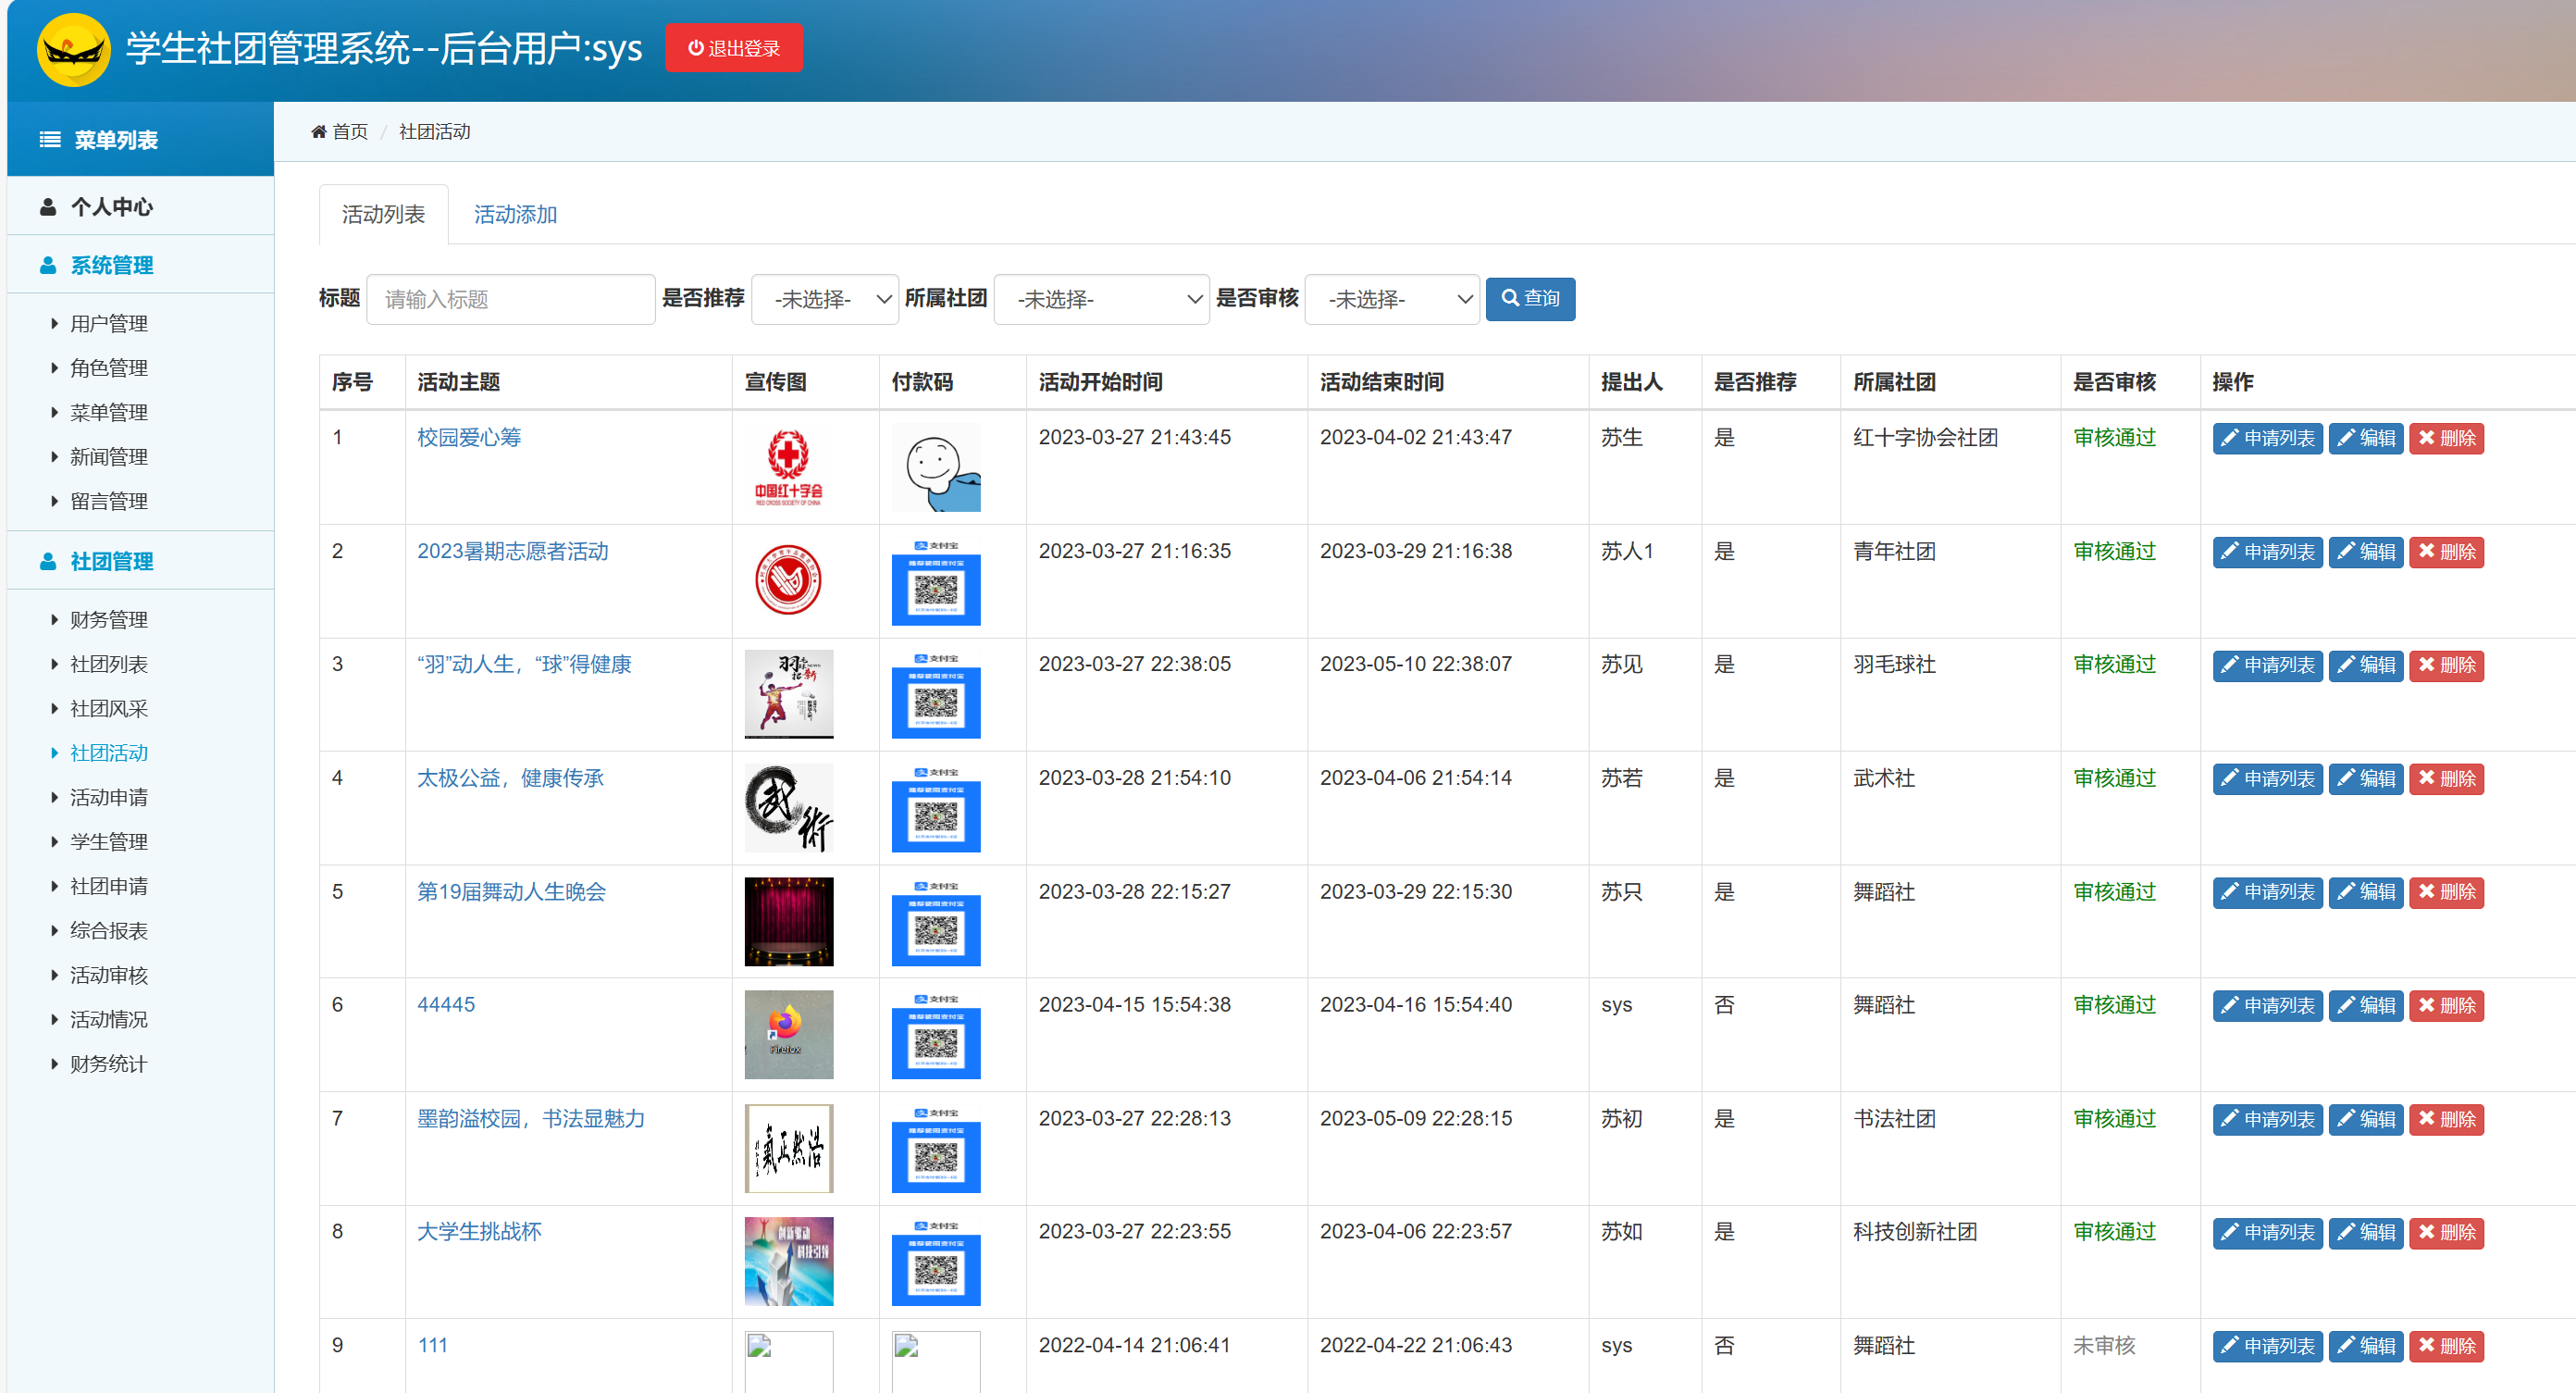 学生社团管理系统--后台用户:sys 退出登录
菜单列表
首页 / 社团活动
个人中心
系统管理
用户管理
角色管理
菜单管理
新闻管理
留言管理
社团管理
财务管理
社团列表
社团风采
社团活动
活动申请
学生管理
社团申请
综合报表
活动审核
活动情况
财务统计
活动列表 活动添加
标题 请输入标题 是否推荐 -未选择- 所属社团 -未选择- 是否审核 -未选择- 查询
序号 活动主题 宣传图 付款码 活动开始时间 活动结束时间 提出人 是否推荐 所属社团 是否审核 操作
1 校园爱心筹 2023-03-27 21:43:45 2023-04-02 21:43:47 苏生 是 红十字协会社团 审核通过 申请列表 编辑 删除
中国红十字会
RED CROSS SOCIETY OF CHINA
2 2023暑期志愿者活动 2023-03-27 21:16:35 2023-03-29 21:16:38 苏人1 是 青年社团 审核通过 申请列表 编辑 删除
支付宝
3 “羽”动人生，“球”得健康 2023-03-27 22:38:05 2023-05-10 22:38:07 苏见 是 羽毛球社 审核通过 申请列表 编辑 删除
支付宝
4 太极公益，健康传承 2023-03-28 21:54:10 2023-04-06 21:54:14 苏若 是 武术社 审核通过 申请列表 编辑 删除
武術
支付宝
5 第19届舞动人生晚会 2023-03-28 22:15:27 2023-03-29 22:15:30 苏只 是 舞蹈社 审核通过 申请列表 编辑 删除
支付宝
6 44445 2023-04-15 15:54:38 2023-04-16 15:54:40 sys 否 舞蹈社 审核通过 申请列表 编辑 删除
Firefox
支付宝
7 墨韵溢校园，书法显魅力 2023-03-27 22:28:13 2023-05-09 22:28:15 苏初 是 书法社团 审核通过 申请列表 编辑 删除
支付宝
8 大学生挑战杯 2023-03-27 22:23:55 2023-04-06 22:23:57 苏如 是 科技创新社团 审核通过 申请列表 编辑 删除
创新驱动
科技引领
支付宝
9 111 2022-04-14 21:06:41 2022-04-22 21:06:43 sys 否 舞蹈社 未审核 申请列表 编辑 删除